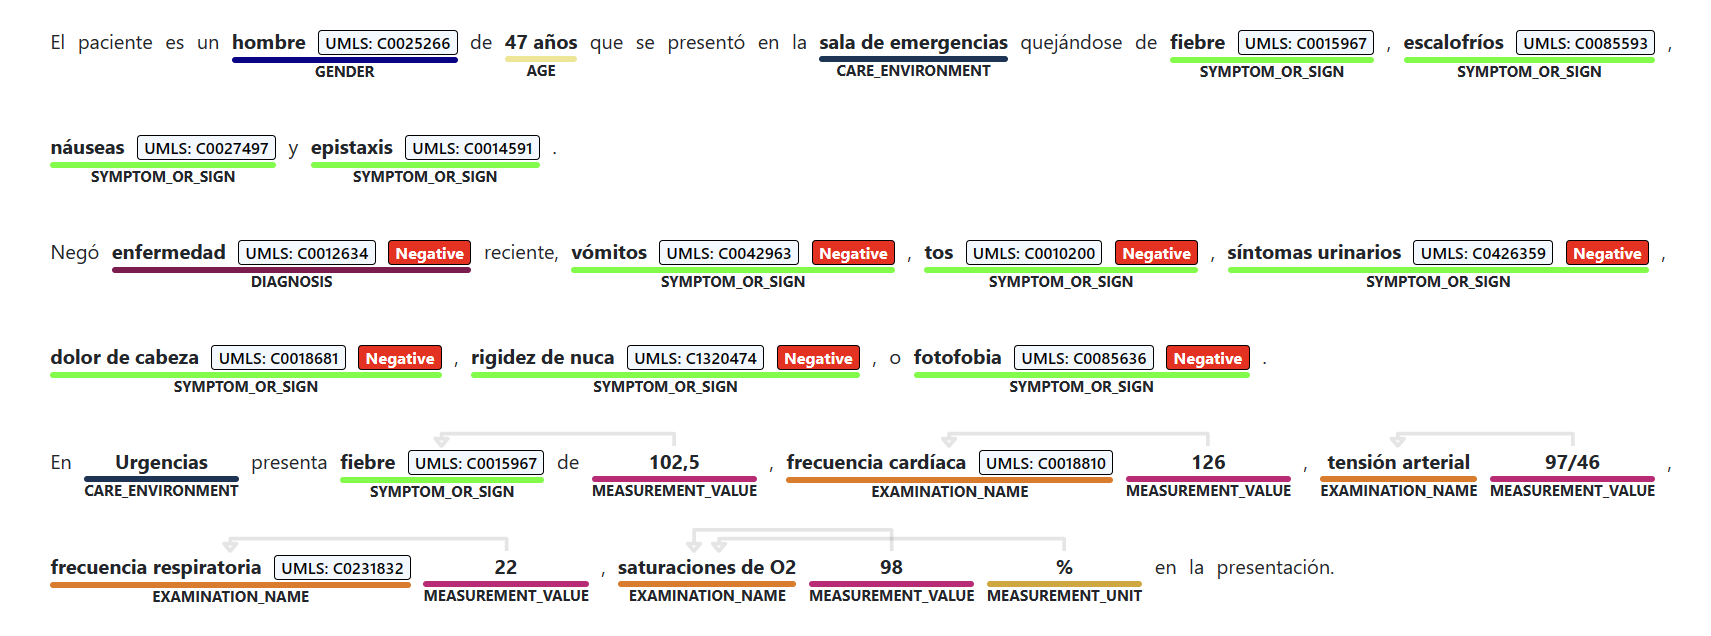 El paciente es un hombre UMLS: C0025266 de 47 años que se presentó en la sala de emergencias quejándose de fiebre UMLS: C0015967 , escalofríos UMLS: C0085593 ,
GENDER AGE CARE_ENVIRONMENT SYMPTOM_OR_SIGN SYMPTOM_OR_SIGN
náuseas UMLS: C0027497 y epistaxis UMLS: C0014591 .
SYMPTOM_OR_SIGN SYMPTOM_OR_SIGN
Negó enfermedad UMLS: C0012634 Negative reciente, vómitos UMLS: C0042963 Negative , tos UMLS: C0010200 Negative , síntomas urinarios UMLS: C0426359 Negative ,
DIAGNOSIS SYMPTOM_OR_SIGN SYMPTOM_OR_SIGN SYMPTOM_OR_SIGN
dolor de cabeza UMLS: C0018681 Negative , rigidez de nuca UMLS: C1320474 Negative , o fotofobia UMLS: C0085636 Negative .
SYMPTOM_OR_SIGN SYMPTOM_OR_SIGN SYMPTOM_OR_SIGN
En Urgencias presenta fiebre UMLS: C0015967 de 102,5 , frecuencia cardíaca UMLS: C0018810 126 , tensión arterial 97/46 ,
CARE_ENVIRONMENT SYMPTOM_OR_SIGN MEASUREMENT_VALUE EXAMINATION_NAME MEASUREMENT_VALUE EXAMINATION_NAME MEASUREMENT_VALUE
frecuencia respiratoria UMLS: C0231832 22 , saturaciones de O2 98 % en la presentación.
EXAMINATION_NAME MEASUREMENT_VALUE EXAMINATION_NAME MEASUREMENT_VALUE MEASUREMENT_UNIT